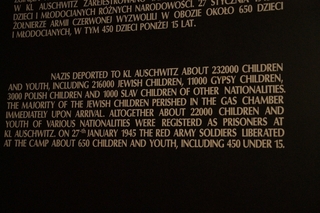 W KL AUSCHWITZ ZAREJESTROWANO
DZIECI I MŁODOCIANYCH RÓŻNYCH NARODOWOŚCI. 27 STYCZNIA
ŻOŁNIERZE ARMII CZERWONEJ WYZWOLILI W OBOZIE OKOŁO 650 DZIECI
I MŁODOCIANYCH, W TYM 450 DZIECI PONIŻEJ 15 LAT.
NAZIS DEPORTED TO KL AUSCHWITZ ABOUT 232000 CHILDREN
AND YOUTH, INCLUDING 216000 JEWISH CHILDREN, 11000 GYPSY CHILDREN,
3000 POLISH CHILDREN AND 1000 SLAV CHILDREN OF OTHER NATIONALITIES.
THE MAJORITY OF THE JEWISH CHILDREN PERISHED IN THE GAS CHAMBER
IMMEDIATELY UPON ARRIVAL. ALTOGETHER ABOUT 22000 CHILDREN AND
YOUTH OF VARIOUS NATIONALITIES WERE REGISTERD AS PRISONERS AT
KL AUSCHWITZ. ON 27th JANUARY 1945 THE RED ARMY SOLDIERS LIBERATED
AT THE CAMP ABOUT 650 CHILDREN AND YOUTH, INCLUDING 450 UNDER 15.